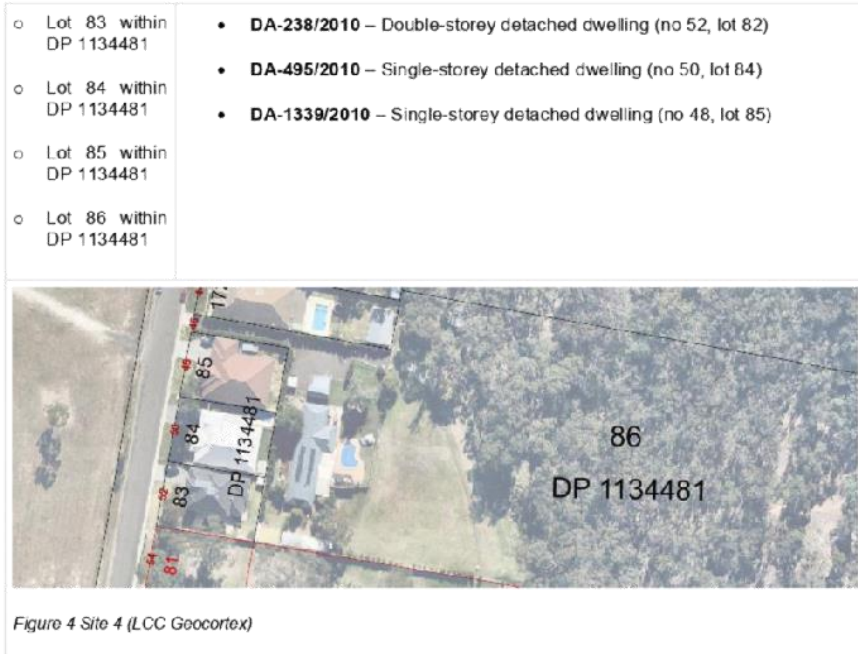 o Lot 83 within
DP 1134481
o Lot 84 within
DP 1134481
o Lot 85 within
DP 1134481
o Lot 86 within
DP 1134481
• DA-238/2010 – Double-storey detached dwelling (no 52, lot 82)
• DA-495/2010 – Single-storey detached dwelling (no 50, lot 84)
• DA-1339/2010 – Single-storey detached dwelling (no 48, lot 85)
85
84
50
DP 1134481
83
52
81
86
DP 1134481
Figure 4 Site 4 (LCC Geocortex)